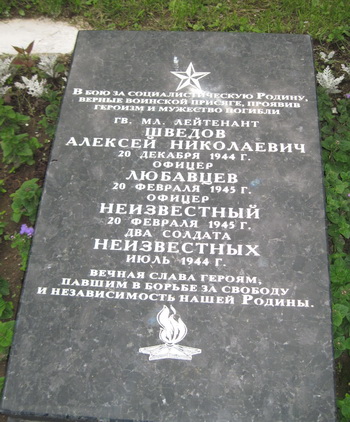 В БОЮ ЗА СОЦИАЛИСТИЧЕСКУЮ РОДИНУ,
ВЕРНЫЕ ВОИНСКОЙ ПРИСЯГЕ, ПРОЯВИВ
ГЕРОИЗМ И МУЖЕСТВО ПОГИБЛИ
ГВ. МЛ. ЛЕЙТЕНАНТ
ШВЕДОВ
АЛЕКСЕЙ НИКОЛАЕВИЧ
20 ДЕКАБРЯ 1944 Г.
ОФИЦЕР
ЛЮБАВЦЕВ
20 ФЕВРАЛЯ 1945 Г.
ОФИЦЕР
НЕИЗВЕСТНЫЙ
20 ФЕВРАЛЯ 1945 Г.
ДВА СОЛДАТА
НЕИЗВЕСТНЫХ
ИЮЛЬ 1944 Г.
ВЕЧНАЯ СЛАВА ГЕРОЯМ,
ПАВШИМ В БОРЬБЕ ЗА СВОБОДУ
И НЕЗАВИСИМОСТЬ НАШЕЙ РОДИНЫ.